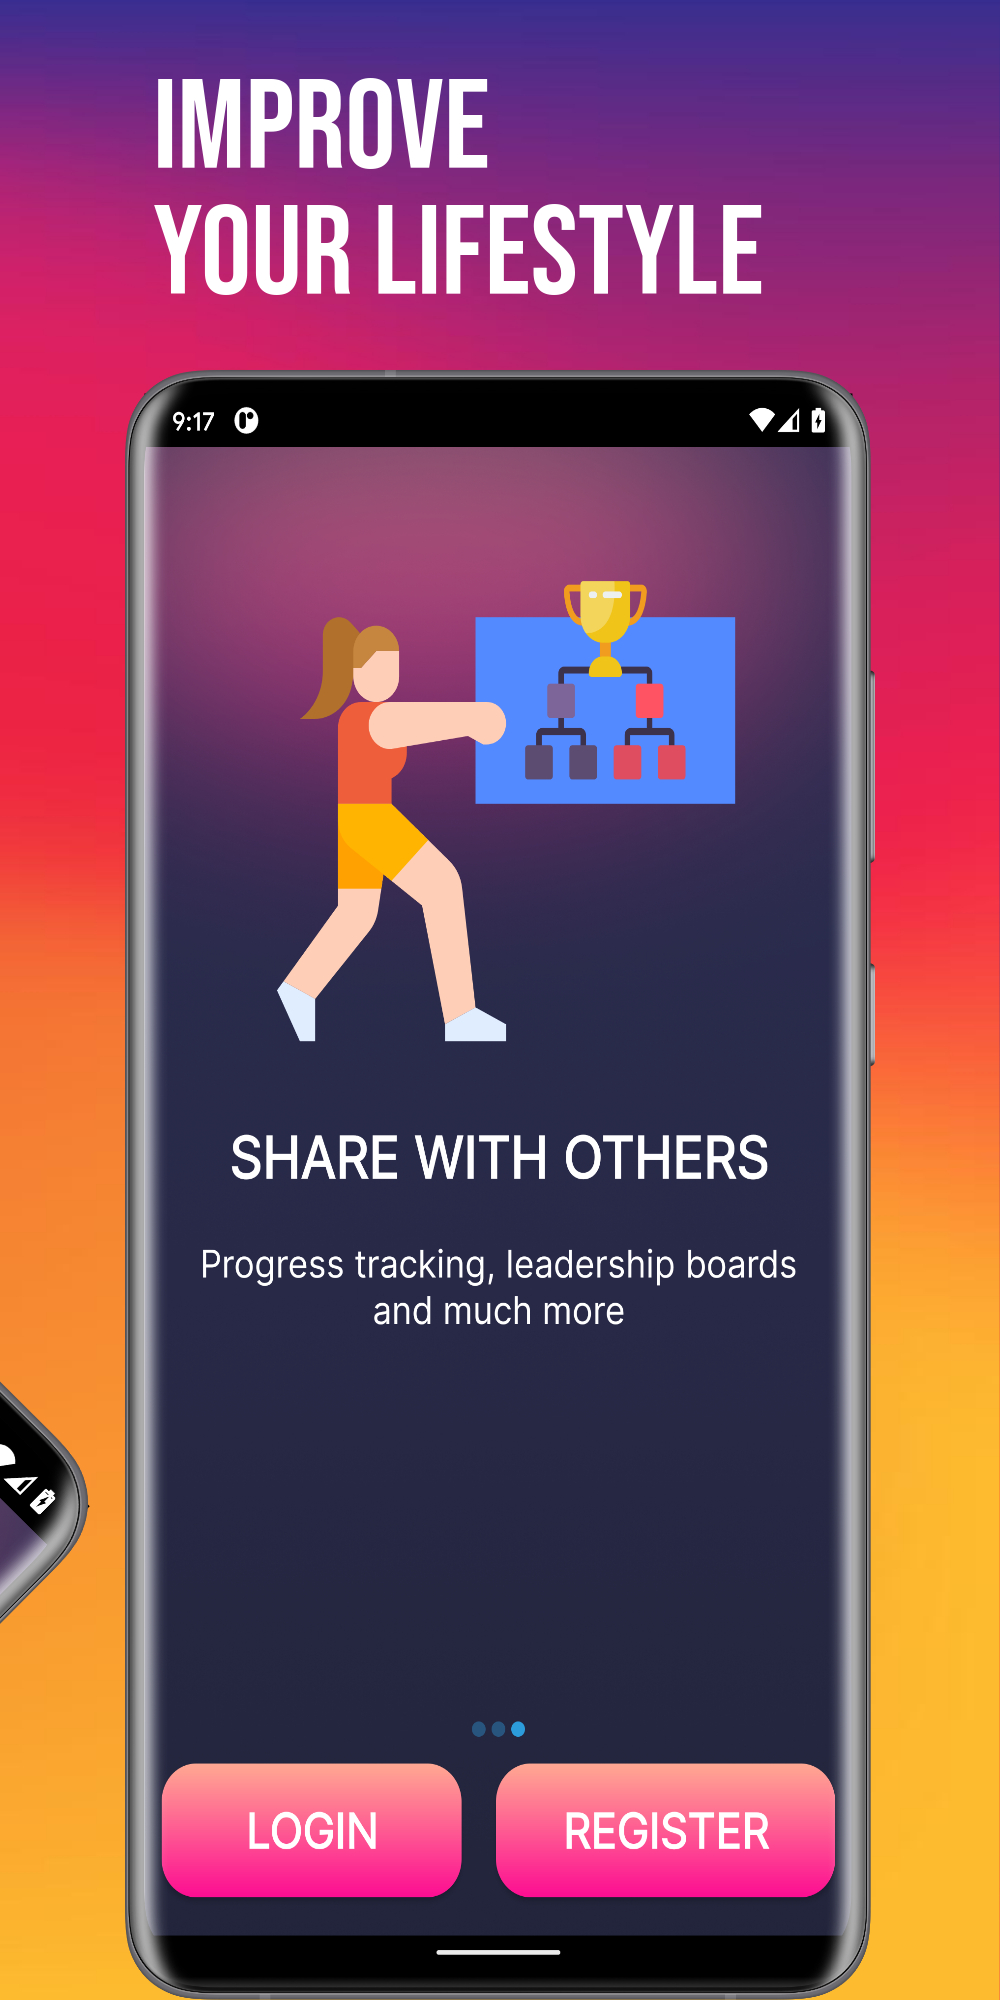 IMPROVE
YOUR LIFESTYLE
9:17
SHARE WITH OTHERS
Progress tracking, leadership boards
and much more
LOGIN
REGISTER